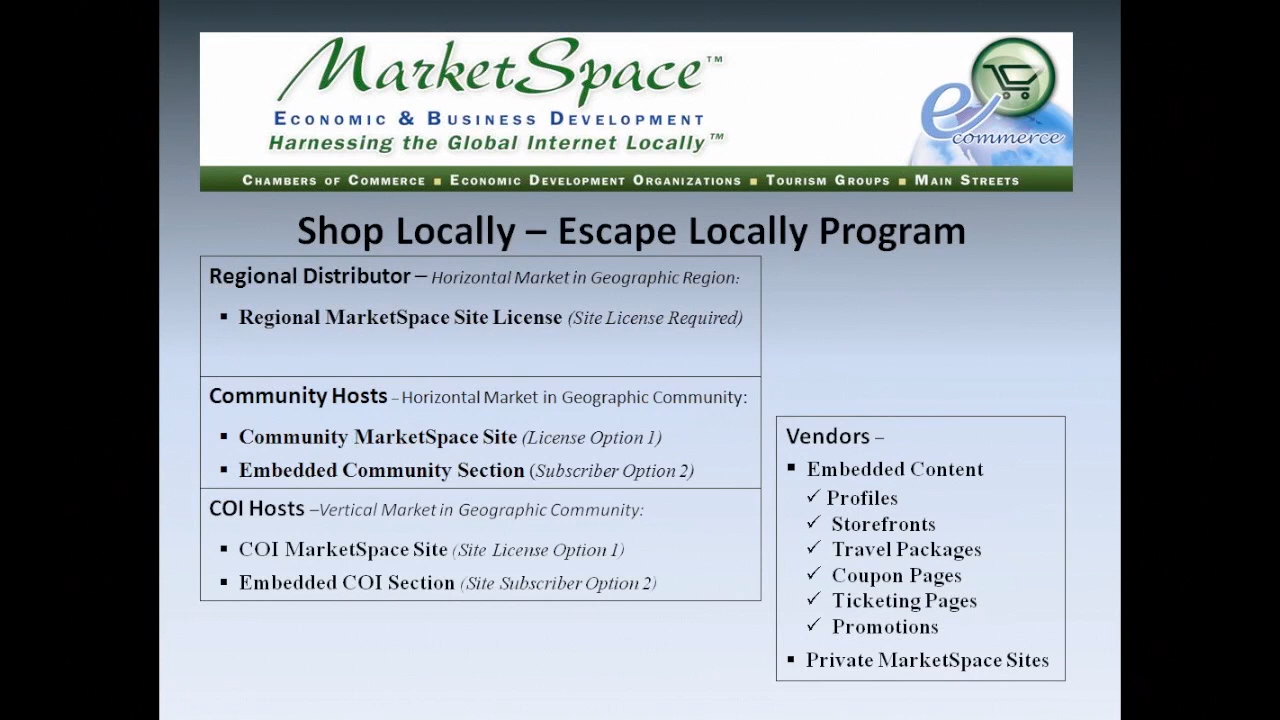 MarketSpace™
Economic & Business Development
Harnessing the Global Internet Locally™
e commerce
Chambers of Commerce ■ Economic Development Organizations ■ Tourism Groups ■ Main Streets
Shop Locally – Escape Locally Program
Regional Distributor – Horizontal Market in Geographic Region:
▪ Regional MarketSpace Site License (Site License Required)
Community Hosts – Horizontal Market in Geographic Community:
▪ Community MarketSpace Site (License Option 1)
▪ Embedded Community Section (Subscriber Option 2)
COI Hosts –Vertical Market in Geographic Community:
▪ COI MarketSpace Site (Site License Option 1)
▪ Embedded COI Section (Site Subscriber Option 2)
Vendors –
▪ Embedded Content
✓ Profiles
✓ Storefronts
✓ Travel Packages
✓ Coupon Pages
✓ Ticketing Pages
✓ Promotions
▪ Private MarketSpace Sites